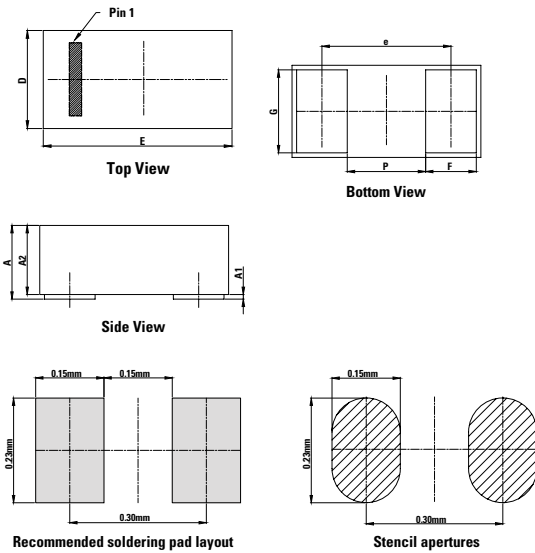 Pin 1
D
E
Top View
e
G
P
F
Bottom View
A
A2
A1
Side View
0.15mm
0.15mm
0.23mm
0.30mm
Recommended soldering pad layout
0.15mm
0.23mm
0.30mm
Stencil apertures